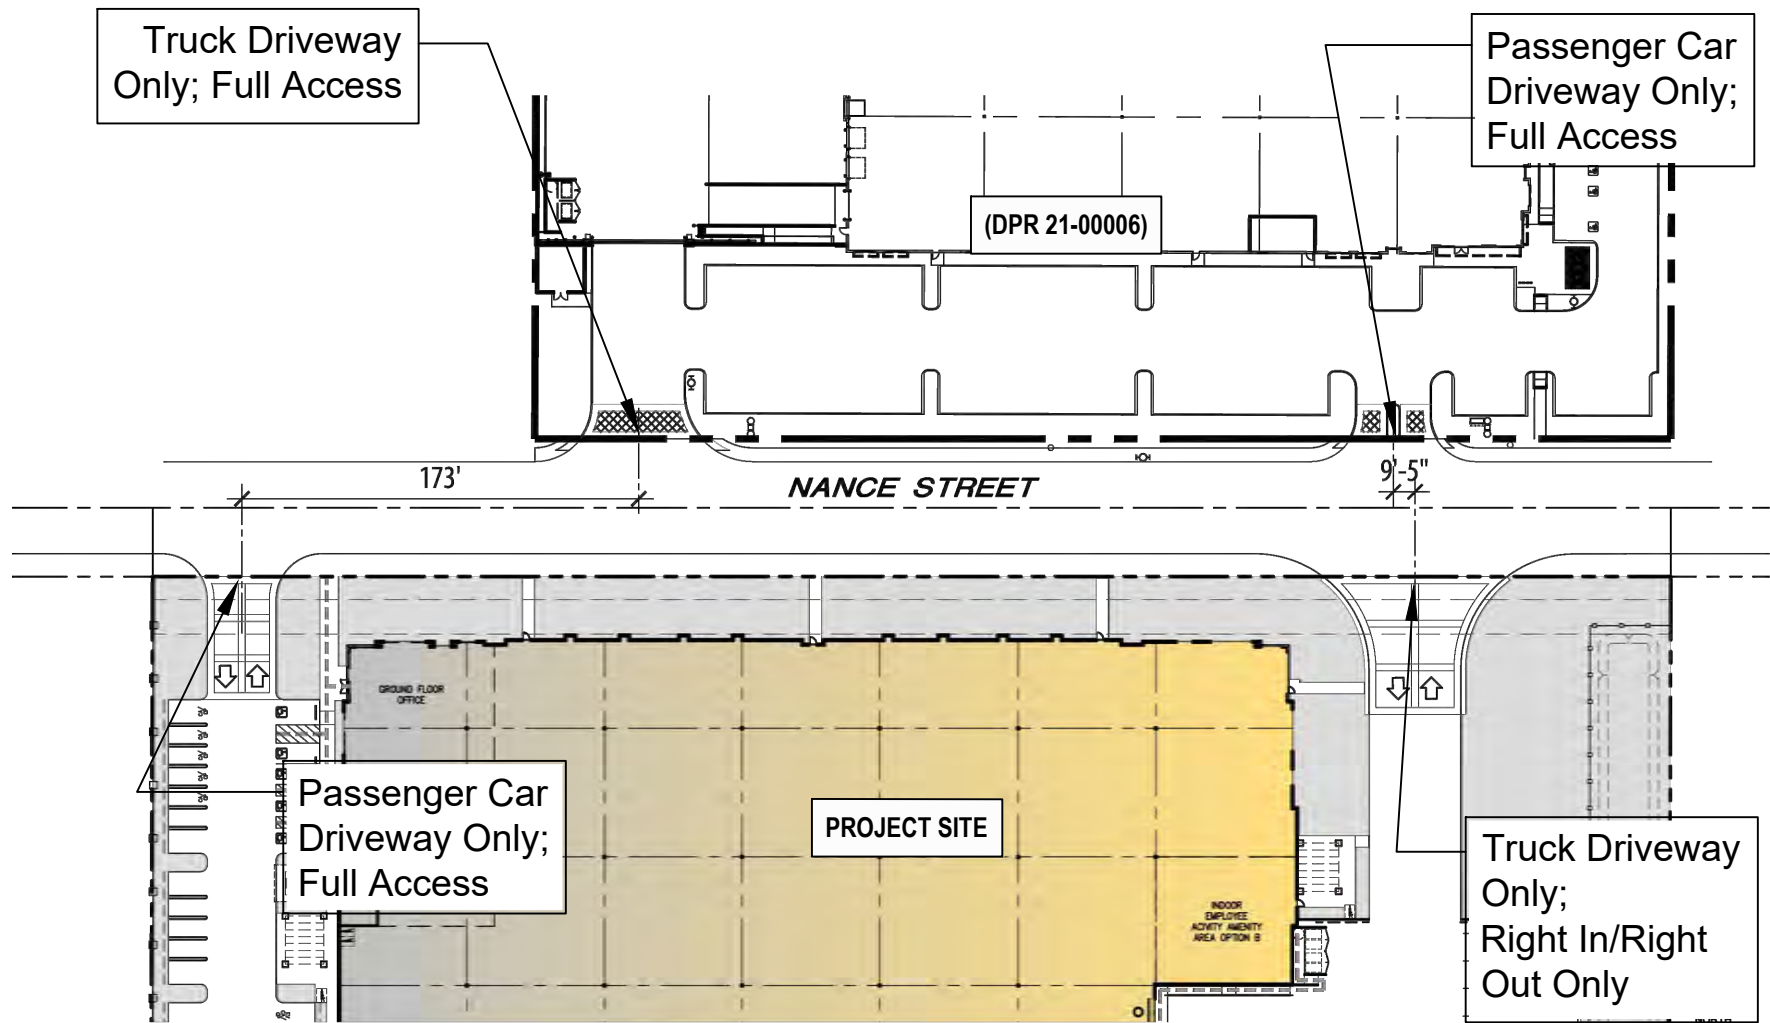 Truck Driveway
Only; Full Access
Passenger Car
Driveway Only;
Full Access
(DPR 21-00006)
173'
NANCE STREET
9'-5"
GROUND FLOOR
OFFICE
Passenger Car
Driveway Only;
Full Access
PROJECT SITE
INDOOR
EMPLOYEE
ACIVITY AMENITY
AREA OPTION B
Truck Driveway
Only;
Right In/Right
Out Only